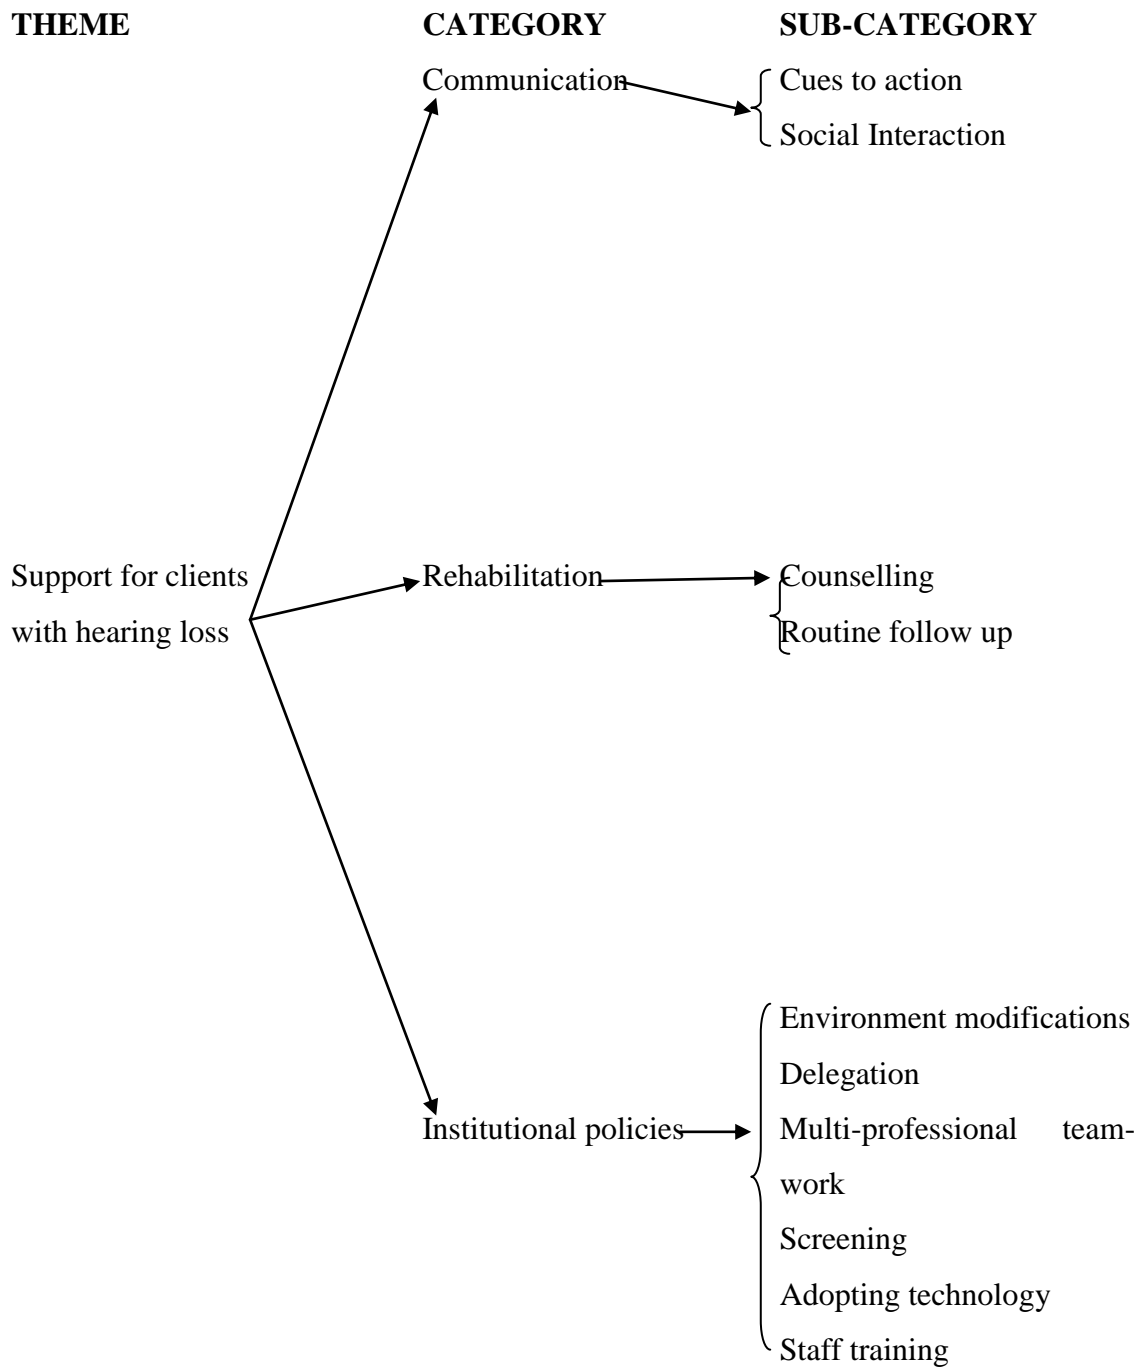 THEME CATEGORY SUB-CATEGORY
Communication Cues to action
Social Interaction
Support for clients Rehabilitation Counselling
with hearing loss Routine follow up
Environment modifications
Delegation
Institutional policies Multi-professional team-
work
Screening
Adopting technology
Staff training